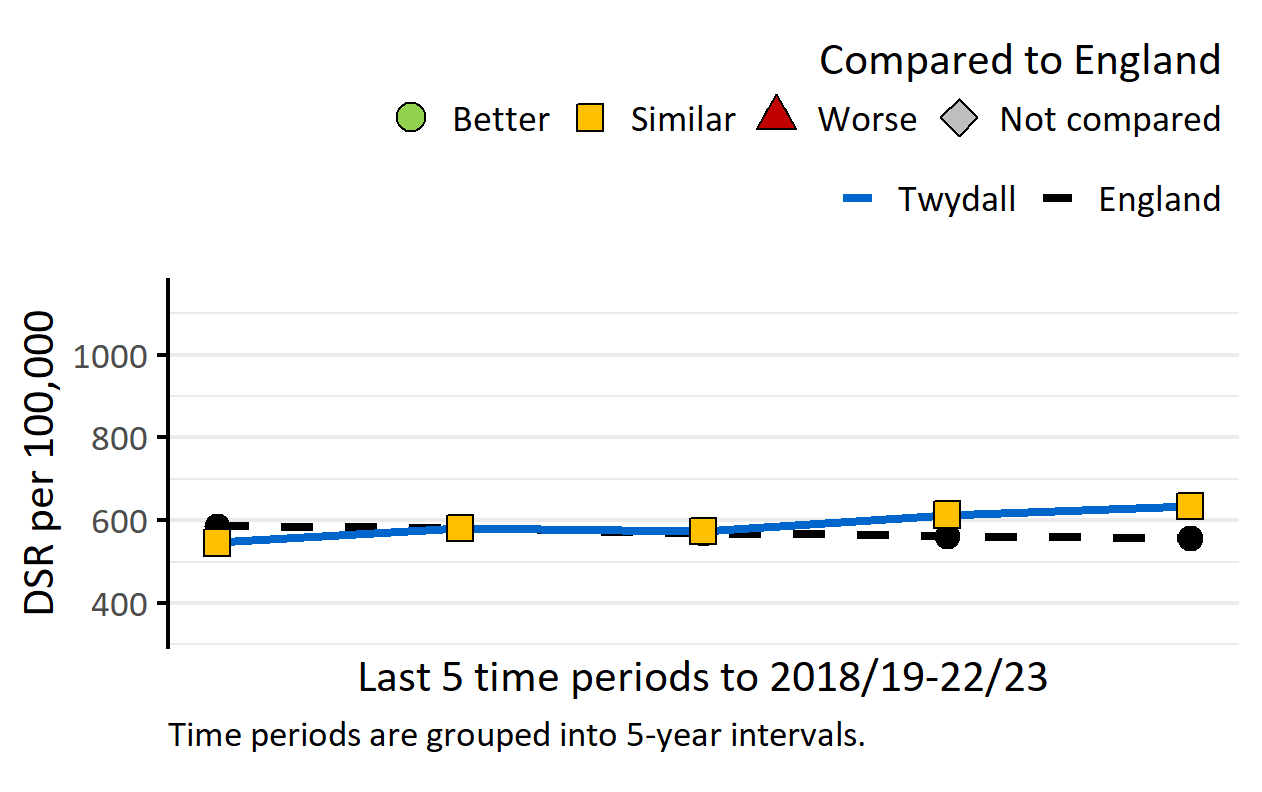 Compared to England
Better Similar Worse Not compared
Twydall England
DSR per 100,000
1000
800
600
400
Last 5 time periods to 2018/19-22/23
Time periods are grouped into 5-year intervals.